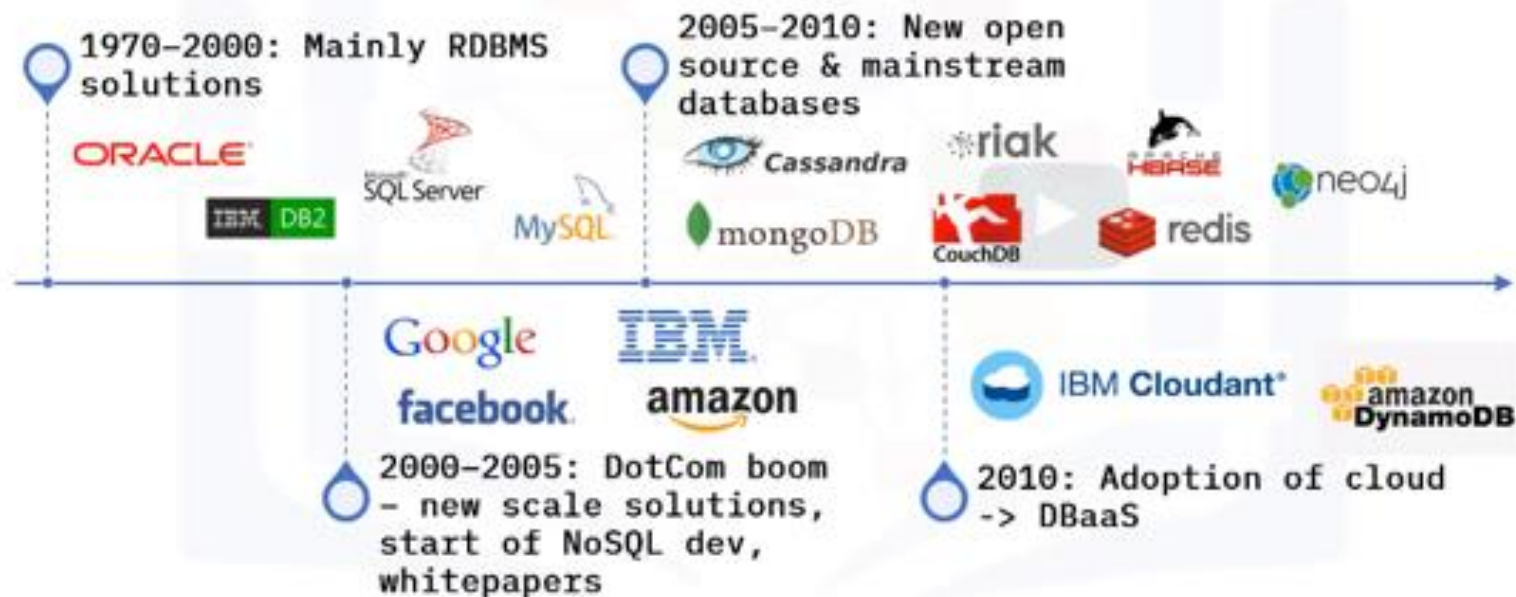 1970–2000: Mainly RDBMS
solutions
ORACLE
IBM DB2
Microsoft
SQL Server
MySQL
2005–2010: New open
source & mainstream
databases
Cassandra
riak
APACHE
HBASE
neo4j
mongoDB
CouchDB
redis
Google
IBM
facebook
amazon
2000–2005: DotCom boom
– new scale solutions,
start of NoSQL dev,
whitepapers
IBM Cloudant®
amazon
DynamoDB
2010: Adoption of cloud
-> DBaaS